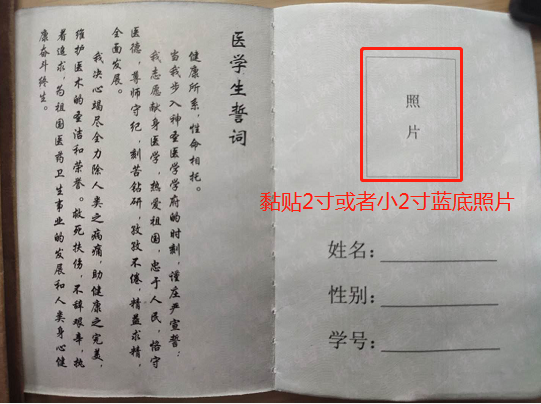 医学生誓词
健康所系，性命相托。
当我步入神圣医学学府的时刻，谨庄严宣誓：
我志愿献身医学，热爱祖国，忠于人民，恪守
医德，尊师守纪，刻苦钻研，孜孜不倦，精益求精，
全面发展。
我决心竭尽全力除人类之病痛，助健康之完美，
维护医术的圣洁和荣誉。救死扶伤，不辞艰辛，执
着追求，为祖国医药卫生事业的发展和人类身心健
康奋斗终生。
照
片
黏贴2寸或者小2寸蓝底照片
姓名：
性别：
学号：